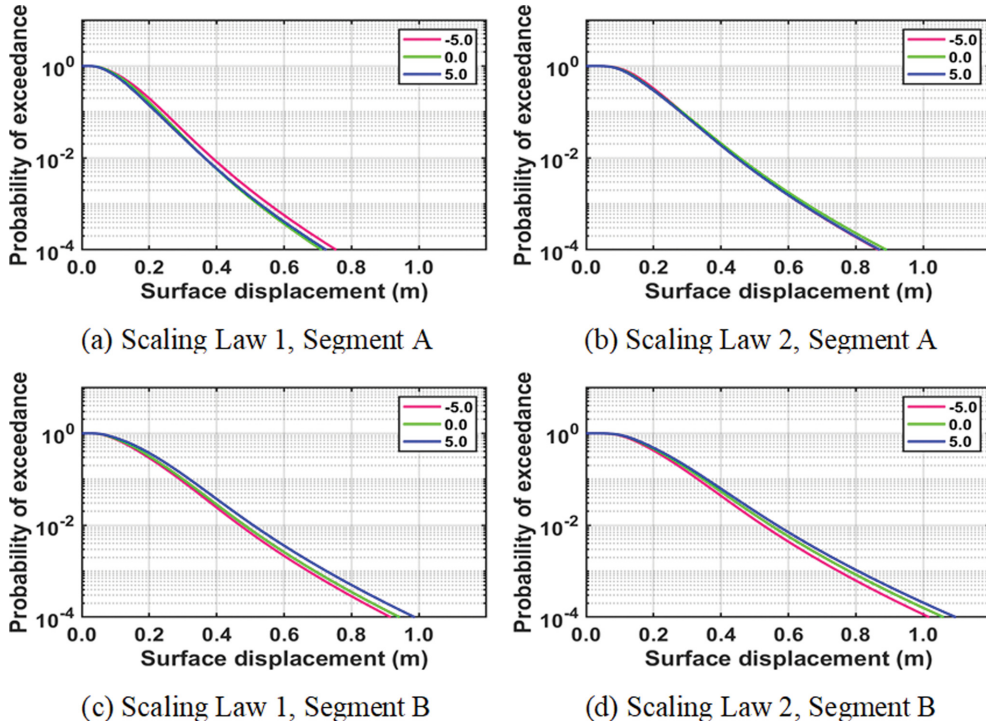 Probability of exceedance
10^0
10^-2
10^-4
-5.0
0.0
5.0
0.0 0.2 0.4 0.6 0.8 1.0
Surface displacement (m)
(a) Scaling Law 1, Segment A
Probability of exceedance
10^0
10^-2
10^-4
-5.0
0.0
5.0
0.0 0.2 0.4 0.6 0.8 1.0
Surface displacement (m)
(b) Scaling Law 2, Segment A
Probability of exceedance
10^0
10^-2
10^-4
-5.0
0.0
5.0
0.0 0.2 0.4 0.6 0.8 1.0
Surface displacement (m)
(c) Scaling Law 1, Segment B
Probability of exceedance
10^0
10^-2
10^-4
-5.0
0.0
5.0
0.0 0.2 0.4 0.6 0.8 1.0
Surface displacement (m)
(d) Scaling Law 2, Segment B